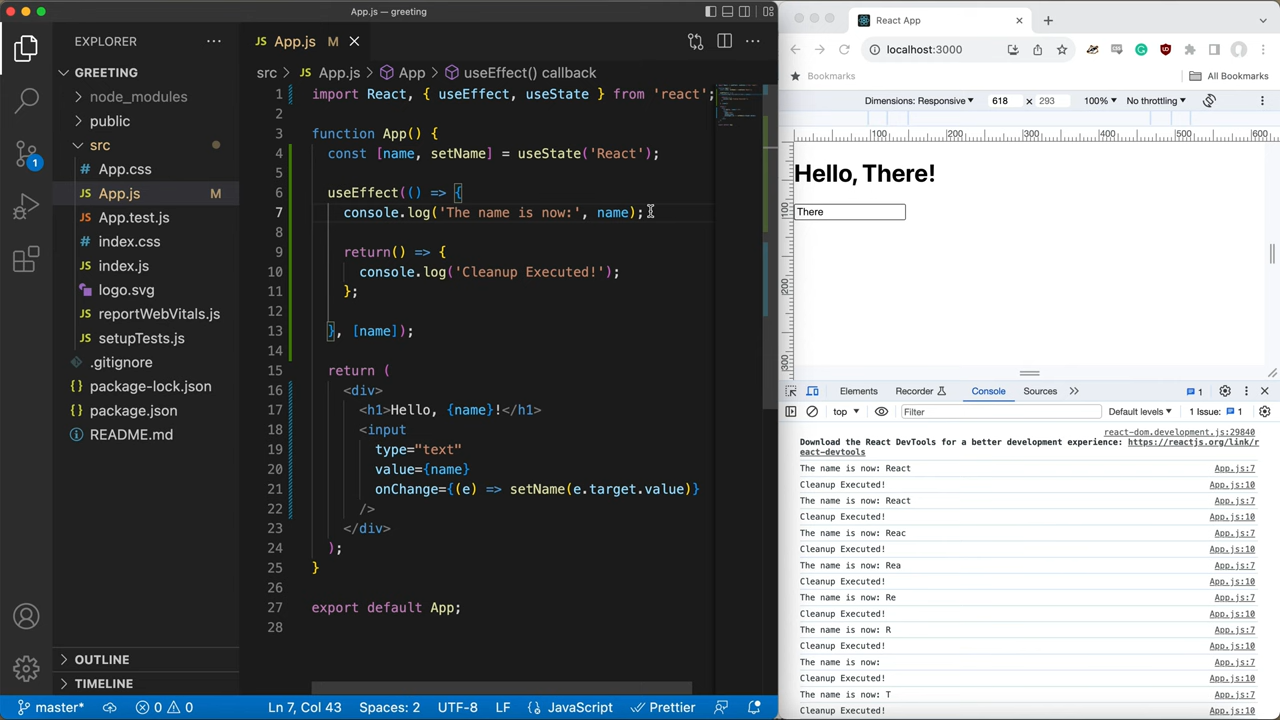 App.js — greeting
EXPLORER
GREETING
node_modules
public
src
App.css
App.js M
App.test.js
index.css
index.js
logo.svg
reportWebVitals.js
setupTests.js
.gitignore
package-lock.json
package.json
README.md
OUTLINE
TIMELINE
App.js M
src > App.js > App > useEffect() callback
1 import React, { useEffect, useState } from 'react';
2
3 function App() {
4 const [name, setName] = useState('React');
5
6 useEffect(() => {
7 console.log('The name is now:', name);
8
9 return() => {
10 console.log('Cleanup Executed!');
11 };
12
13 }, [name]);
14
15 return (
16 <div>
17 <h1>Hello, {name}!</h1>
18 <input
19 type="text"
20 value={name}
21 onChange={(e) => setName(e.target.value)}
22 />
23 </div>
24 );
25 }
26
27 export default App;
28
master* 0 0 Ln 7, Col 43 Spaces: 2 UTF-8 LF JavaScript Prettier
React App
localhost:3000
Bookmarks All Bookmarks
Dimensions: Responsive 618 × 293 100% No throttling
100 200 300 400 500 600
100
200
300
Hello, There!
There
Elements Recorder Console Sources 1
top Filter Default levels 1 Issue: 1
react-dom.development.js:29840
Download the React DevTools for a better development experience: https://reactjs.org/link/r
eact-devtools
The name is now: React App.js:7
Cleanup Executed! App.js:10
The name is now: React App.js:7
Cleanup Executed! App.js:10
The name is now: Reac App.js:7
Cleanup Executed! App.js:10
The name is now: Rea App.js:7
Cleanup Executed! App.js:10
The name is now: Re App.js:7
Cleanup Executed! App.js:10
The name is now: R App.js:7
Cleanup Executed! App.js:10
The name is now: App.js:7
Cleanup Executed! App.js:10
The name is now: T App.js:7
Cleanup Executed! App.js:10